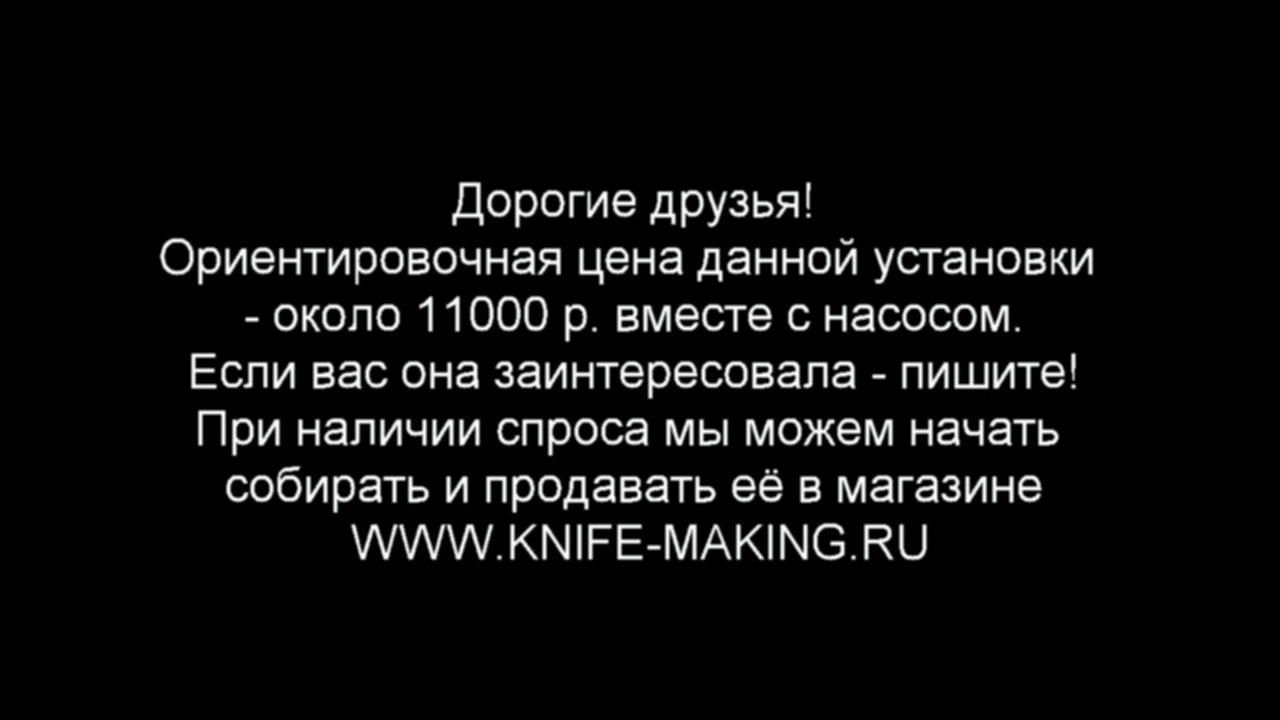 Дорогие друзья!
Ориентировочная цена данной установки
- около 11000 р. вместе с насосом.
Если вас она заинтересовала - пишите!
При наличии спроса мы можем начать
собирать и продавать её в магазине
WWW.KNIFE-MAKING.RU